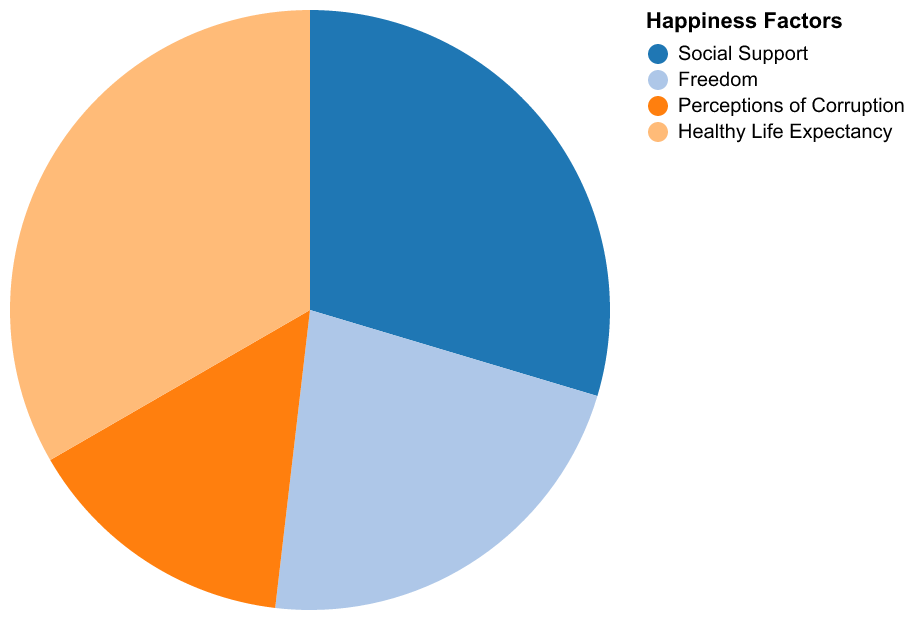 Happiness Factors
Social Support
Freedom
Perceptions of Corruption
Healthy Life Expectancy